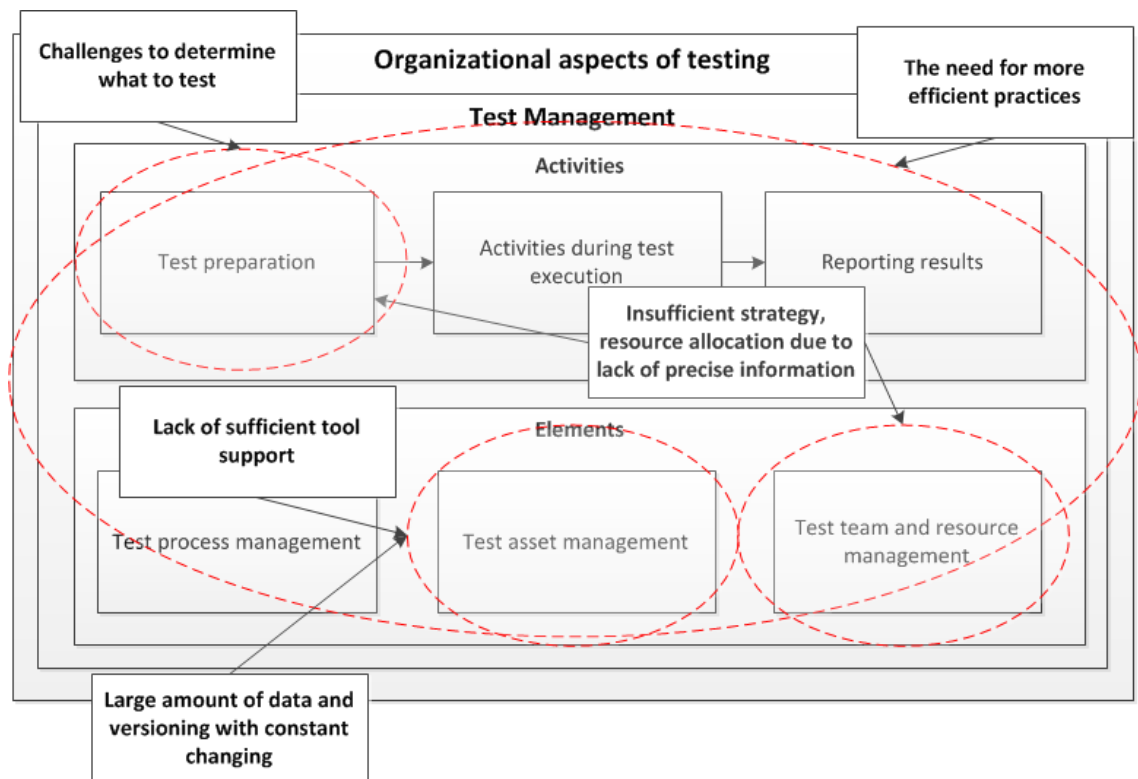 Challenges to determine
what to test
Organizational aspects of testing
The need for more
efficient practices
Test Management
Activities
Test preparation
Activities during test
execution
Reporting results
Insufficient strategy,
resource allocation due to
lack of precise information
Lack of sufficient tool
support
Elements
Test process management
Test asset management
Test team and resource
management
Large amount of data and
versioning with constant
changing